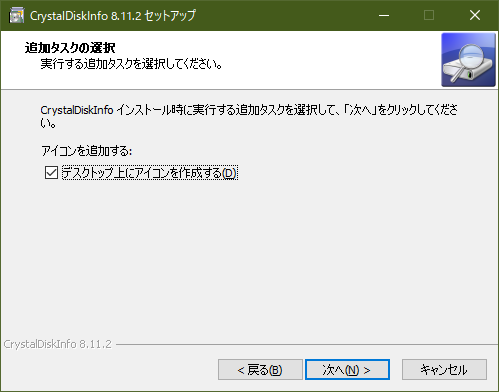 CrystalDiskInfo 8.11.2 セットアップ
追加タスクの選択
実行する追加タスクを選択してください。
CrystalDiskInfo インストール時に実行する追加タスクを選択して、「次へ」をクリックしてくださ
い。
アイコンを追加する:
デスクトップ上にアイコンを作成する(D)
CrystalDiskInfo 8.11.2
< 戻る(B)
次へ(N) >
キャンセル